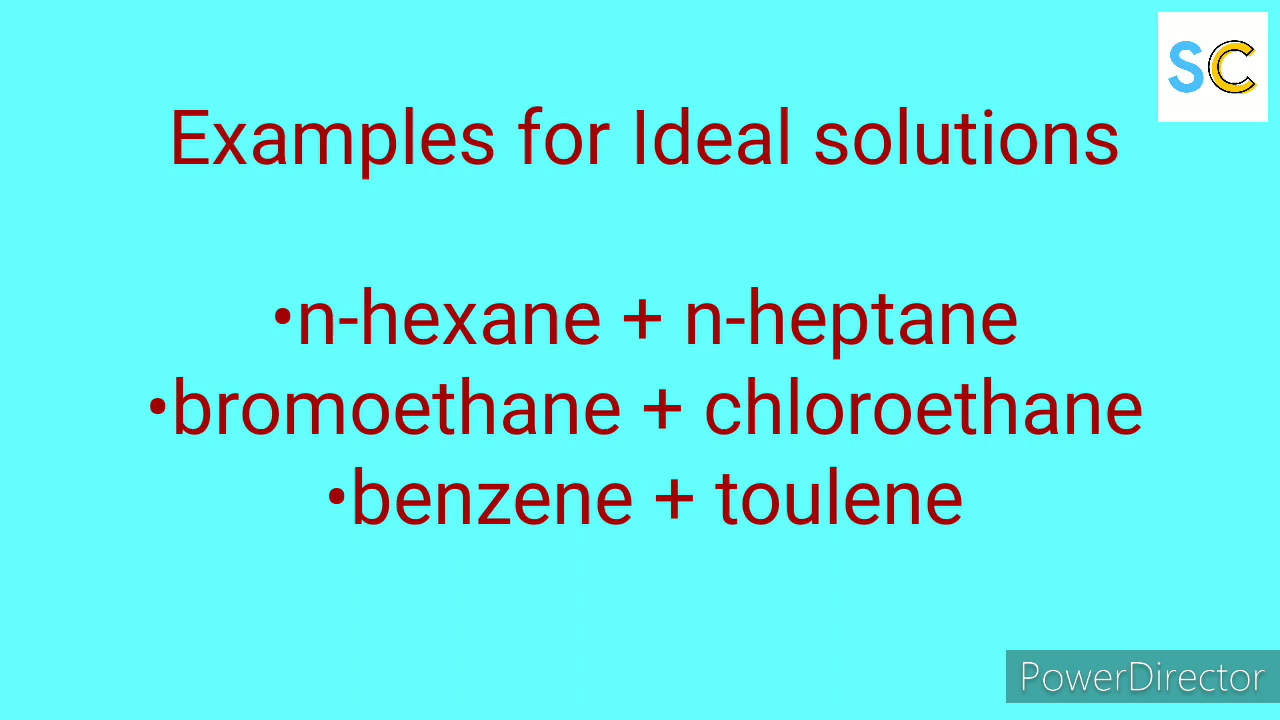 SC
Examples for Ideal solutions
•n-hexane + n-heptane
•bromoethane + chloroethane
•benzene + toulene
PowerDirector